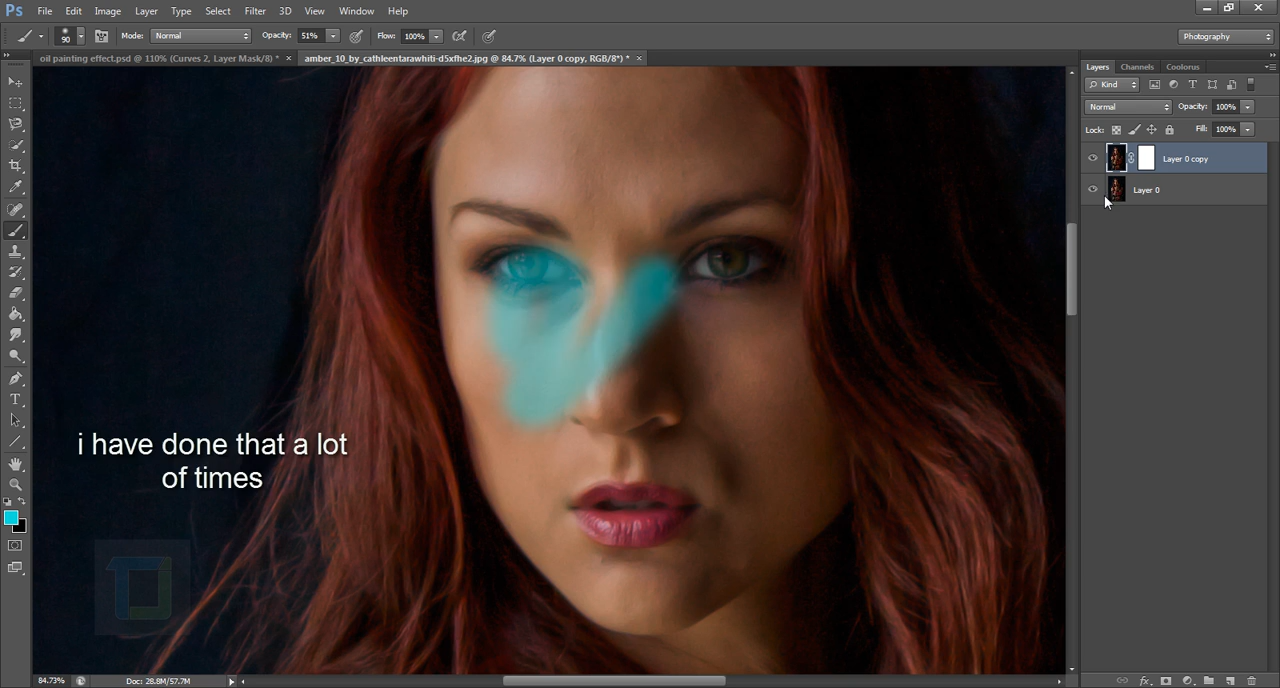 Ps File Edit Image Layer Type Select Filter 3D View Window Help
90 Mode: Normal Opacity: 51% Flow: 100% Photography
oil painting effect.psd @ 110% (Curves 2, Layer Mask/8) * × amber_10_by_cathleentarawhiti-d5xfhe2.jpg @ 84.7% (Layer 0 copy, RGB/8*) * ×
Layers Channels Coolorus
Kind
Normal Opacity: 100%
Lock: Fill: 100%
Layer 0 copy
Layer 0
i have done that a lot
of times
84.73% Doc: 28.8M/57.7M